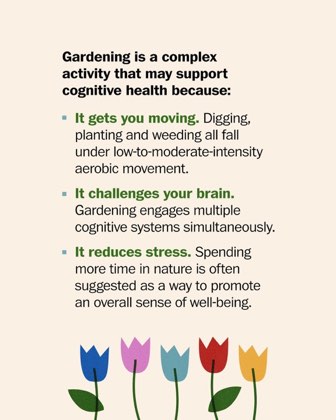 Gardening is a complex
activity that may support
cognitive health because:
It gets you moving. Digging,
planting and weeding all fall
under low-to-moderate-intensity
aerobic movement.
It challenges your brain.
Gardening engages multiple
cognitive systems simultaneously.
It reduces stress. Spending
more time in nature is often
suggested as a way to promote
an overall sense of well-being.